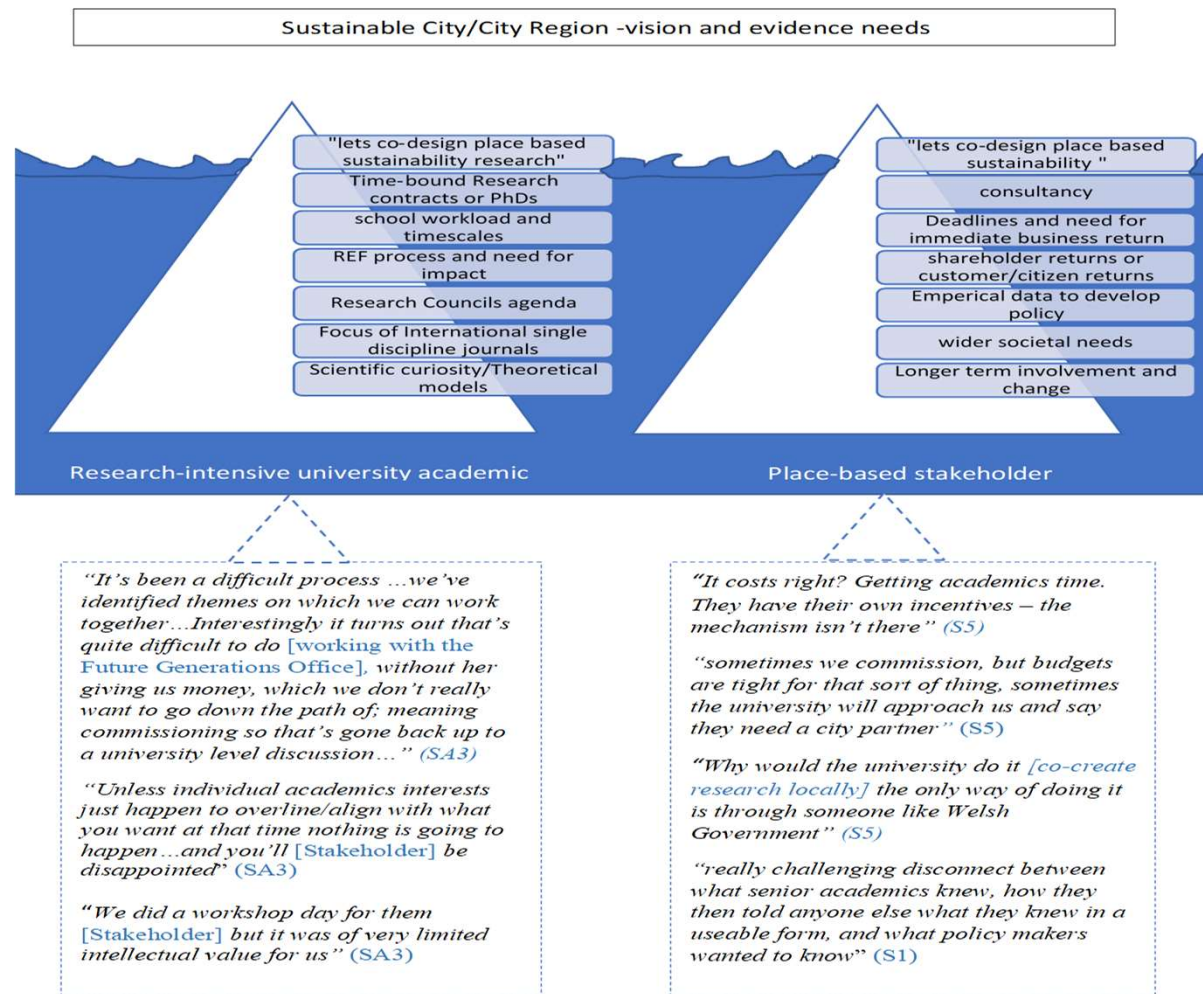 Sustainable City/City Region -vision and evidence needs
"lets co-design place based
sustainability research"
Time-bound Research
contracts or PhDs
school workload and
timescales
REF process and need for
impact
Research Councils agenda
Focus of International single
discipline journals
Scientific curiosity/Theoretical
models
Research-intensive university academic
"lets co-design place based
sustainability "
consultancy
Deadlines and need for
immediate business return
shareholder returns or
customer/citizen returns
Emperical data to develop
policy
wider societal needs
Longer term involvement and
change
Place-based stakeholder
“It’s been a difficult process …we’ve
identified themes on which we can work
together…Interestingly it turns out that’s
quite difficult to do [working with the
Future Generations Office], without her
giving us money, which we don’t really
want to go down the path of; meaning
commissioning so that’s gone back up to
a university level discussion…” (SA3)
“Unless individual academics interests
just happen to overline/align with what
you want at that time nothing is going to
happen…and you’ll [Stakeholder] be
disappointed” (SA3)
“We did a workshop day for them
[Stakeholder] but it was of very limited
intellectual value for us” (SA3)
“It costs right? Getting academics time.
They have their own incentives – the
mechanism isn’t there” (S5)
“sometimes we commission, but budgets
are tight for that sort of thing, sometimes
the university will approach us and say
they need a city partner” (S5)
“Why would the university do it [co-create
research locally] the only way of doing it
is through someone like Welsh
Government” (S5)
“really challenging disconnect between
what senior academics knew, how they
then told anyone else what they knew in a
useable form, and what policy makers
wanted to know” (S1)